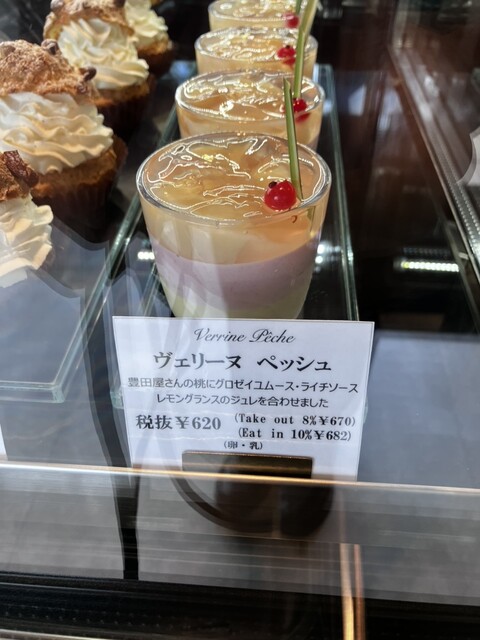 Verrine Pêche
ヴェリーヌ ペッシュ
豊田屋さんの桃にグロゼイユムース・ライチソース
レモングランスのジュレを合わせました
税抜￥620 (Take out 8%￥670)
(Eat in 10%￥682)
(卵・乳)